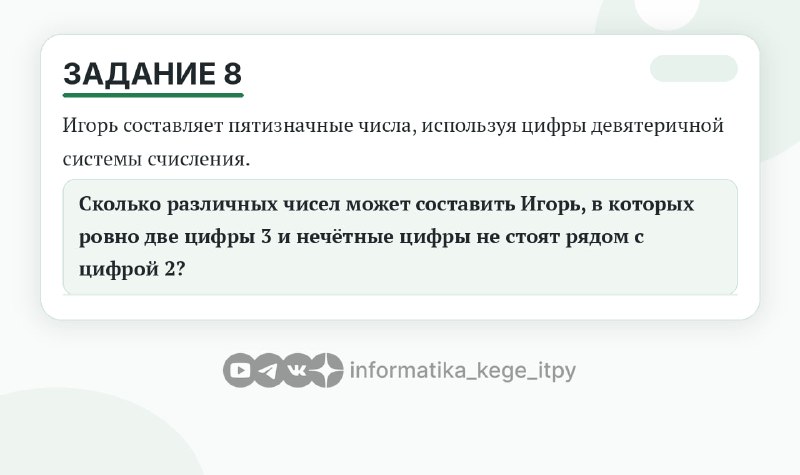 ЗАДАНИЕ 8
Игорь составляет пятизначные числа, используя цифры девятеричной
системы счисления.
Сколько различных чисел может составить Игорь, в которых
ровно две цифры 3 и нечётные цифры не стоят рядом с
цифрой 2?
informatika_kege_itpy